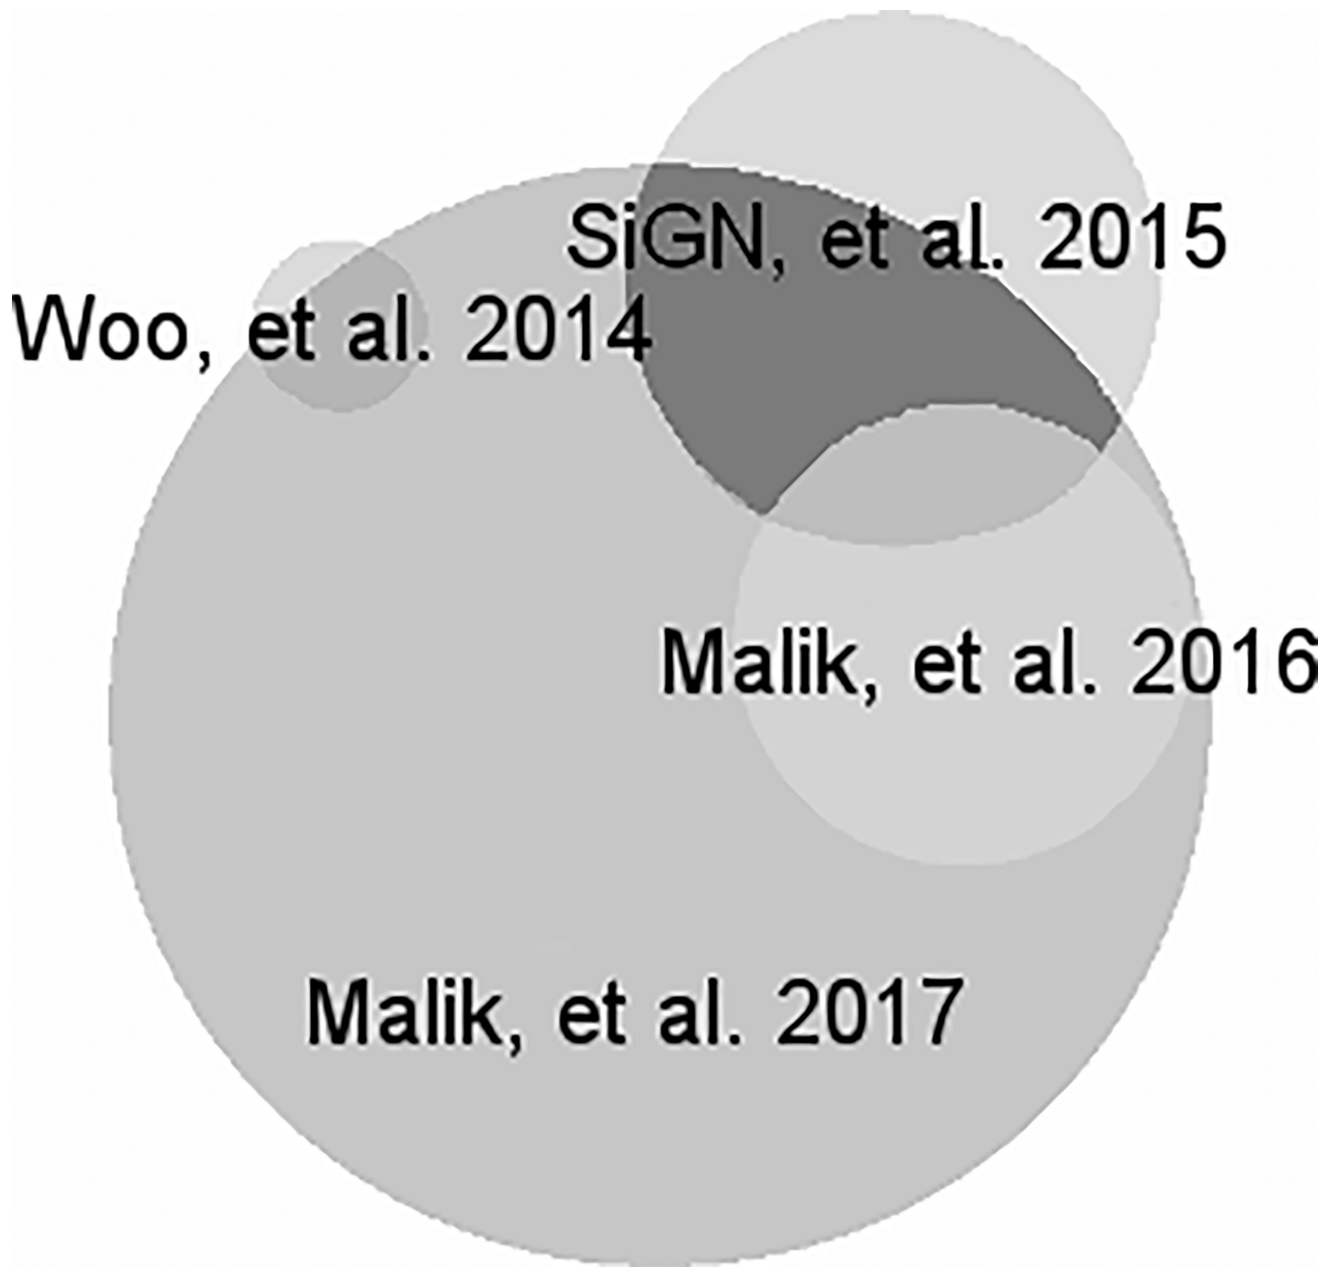 SiGN, et al. 2015
Woo, et al. 2014
Malik, et al. 2016
Malik, et al. 2017